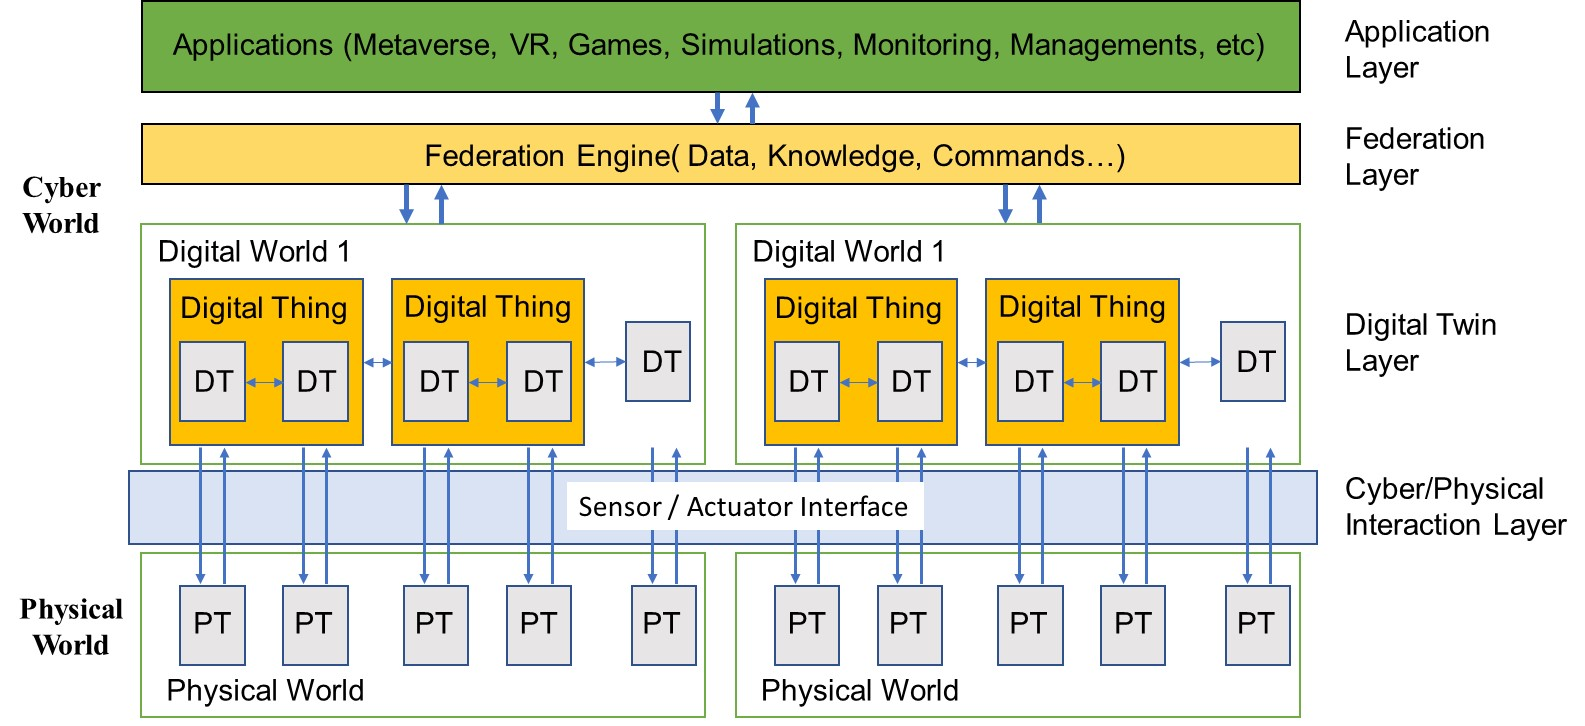 Applications (Metaverse, VR, Games, Simulations, Monitoring, Managements, etc)
Application
Layer
Federation Engine( Data, Knowledge, Commands…)
Federation
Layer
Cyber
World
Digital World 1
Digital World 1
Digital Thing
Digital Thing
Digital Thing
Digital Thing
DT
DT
DT
DT
DT
DT
DT
DT
DT
DT
Digital Twin
Layer
Sensor / Actuator Interface
Cyber/Physical
Interaction Layer
Physical
World
PT
PT
PT
PT
PT
PT
PT
PT
PT
PT
Physical World
Physical World